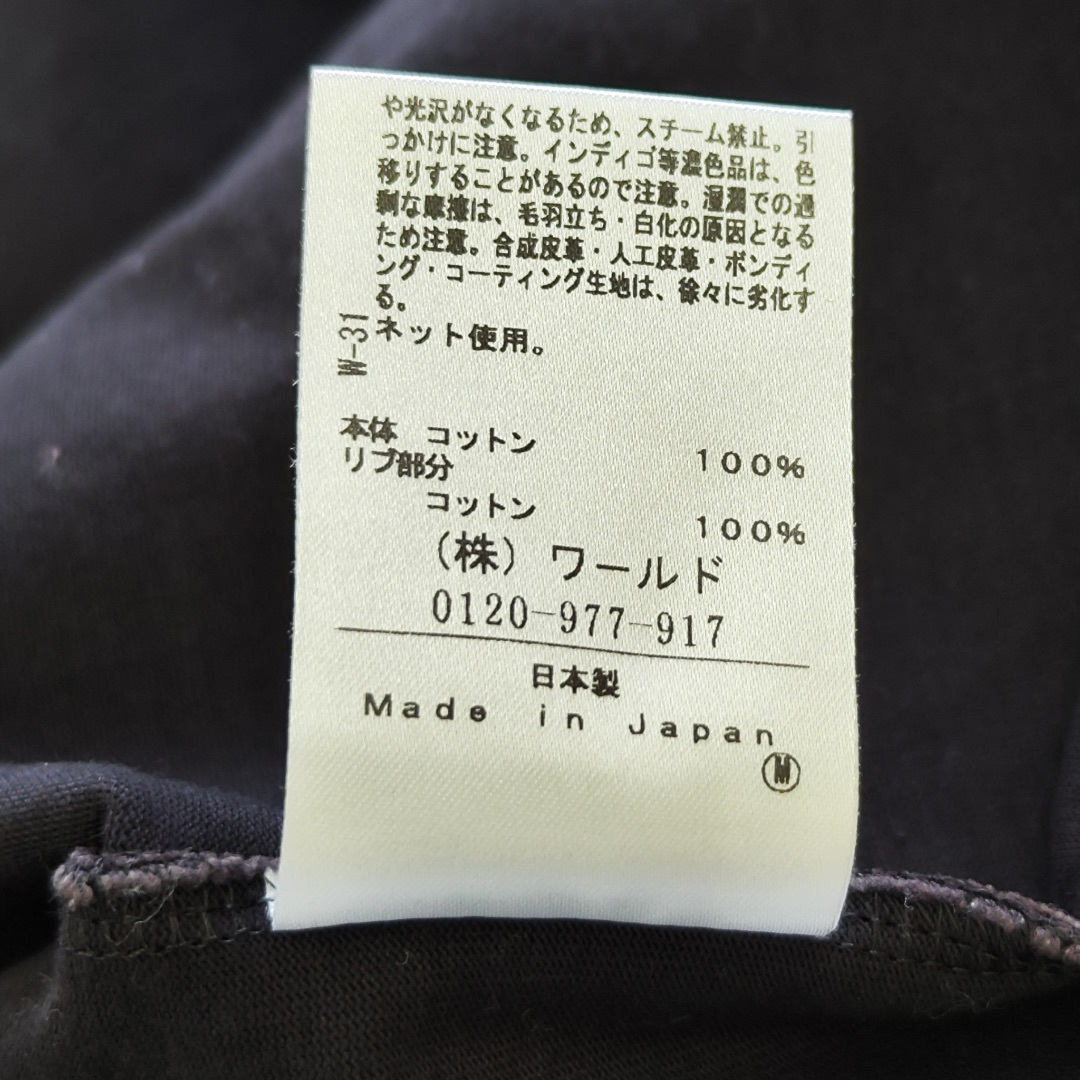 や光沢がなくなるため、スチーム禁止。引
っかけに注意。インディゴ等濃色品は、色
移りすることがあるので注意。湿潤での過
剰な摩擦は、毛羽立ち・白化の原因となる
ため注意。合成皮革・人工皮革・ボンディ
ング・コーティング生地は、徐々に劣化す
る。
ネット使用。
W-31
本体 コットン 100%
リブ部分
コットン 100%
(株) ワールド
0120-977-917
日本製
Made in Japan
Ⓜ